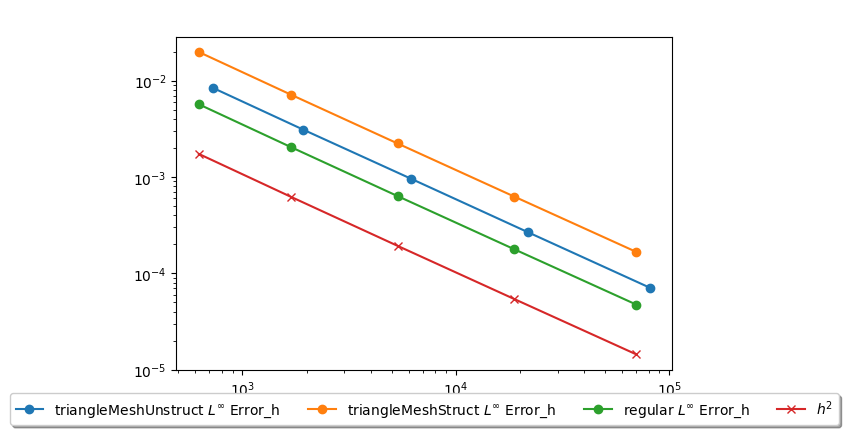 10⁻²
10⁻³
10⁻⁴
10⁻⁵
10³ 10⁴ 10⁵
triangleMeshUnstruct L∞ Error_h triangleMeshStruct L∞ Error_h regular L∞ Error_h h²